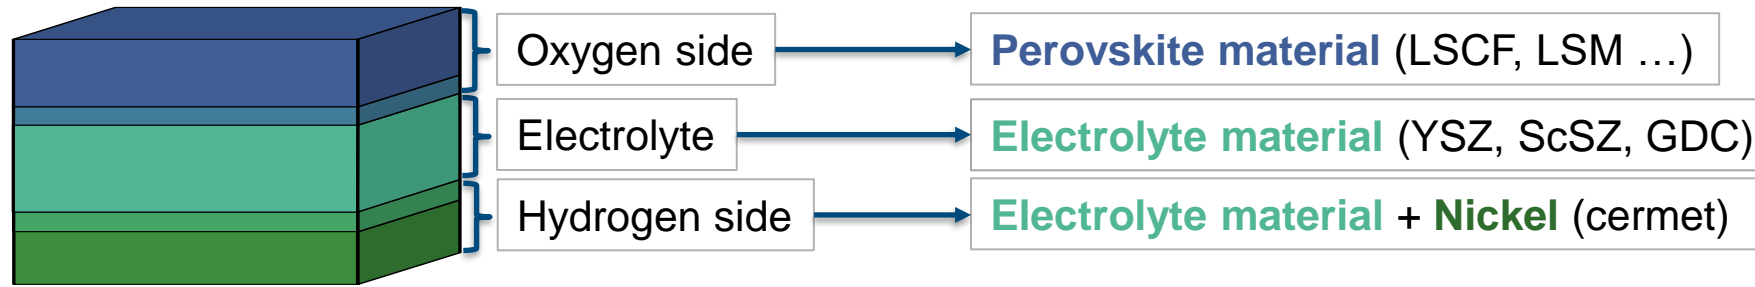 Oxygen side
Perovskite material (LSCF, LSM …)
Electrolyte
Electrolyte material (YSZ, ScSZ, GDC)
Hydrogen side
Electrolyte material + Nickel (cermet)